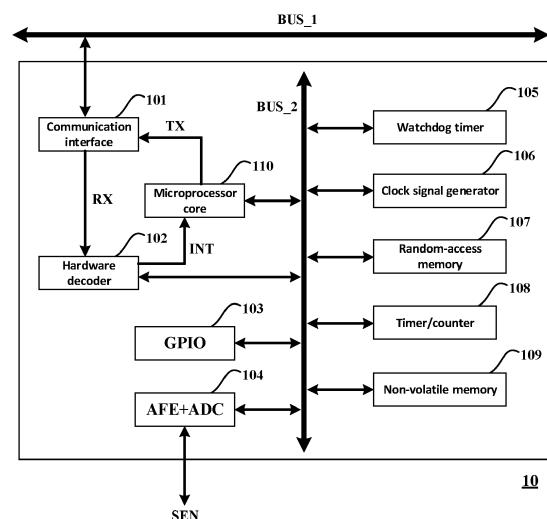 BUS_1
101
Communication
interface
TX
BUS_2
105
Watchdog timer
110
Microprocessor
core
106
Clock signal generator
RX
102
INT
Hardware
decoder
107
Random-access
memory
103
GPIO
108
Timer/counter
104
AFE+ADC
109
Non-volatile memory
10
SEN